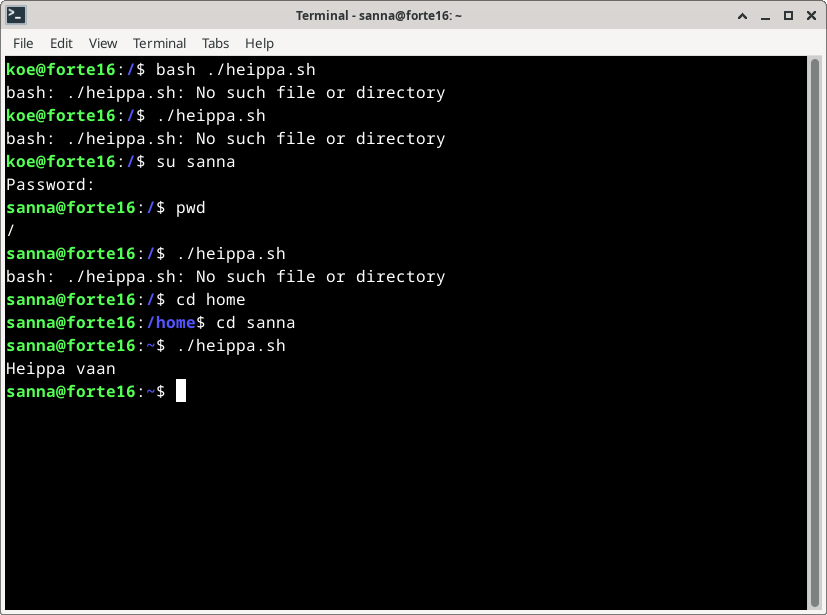 Terminal - sanna@forte16: ~
File Edit View Terminal Tabs Help
koe@forte16:/$ bash ./heippa.sh
bash: ./heippa.sh: No such file or directory
koe@forte16:/$ ./heippa.sh
bash: ./heippa.sh: No such file or directory
koe@forte16:/$ su sanna
Password:
sanna@forte16:/$ pwd
/
sanna@forte16:/$ ./heippa.sh
bash: ./heippa.sh: No such file or directory
sanna@forte16:/$ cd home
sanna@forte16:/home$ cd sanna
sanna@forte16:~$ ./heippa.sh
Heippa vaan
sanna@forte16:~$